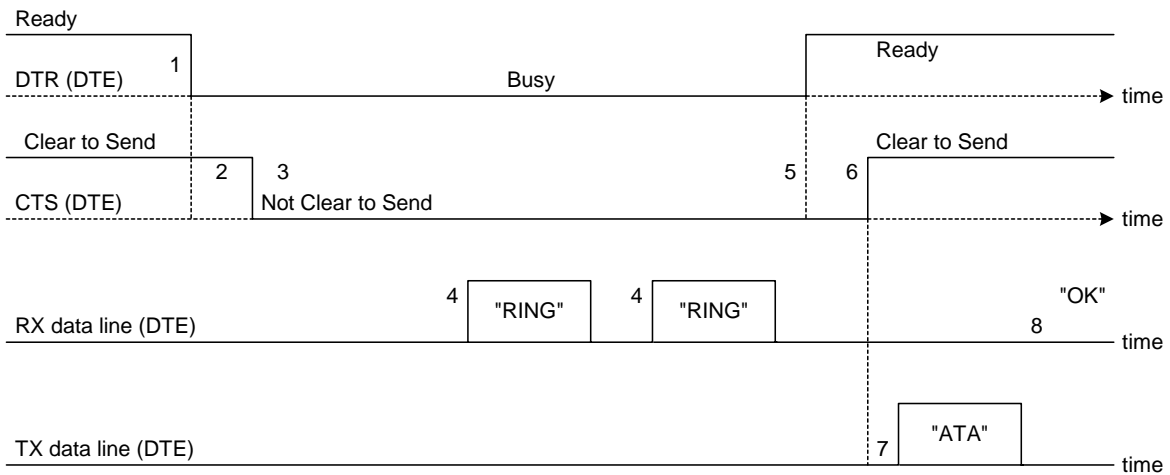 Ready
1
DTR (DTE)
Busy
Ready
time
Clear to Send
Clear to Send
2
3
5
6
CTS (DTE)
Not Clear to Send
time
4
"RING"
4
"RING"
"OK"
RX data line (DTE)
8
time
"ATA"
TX data line (DTE)
7
time